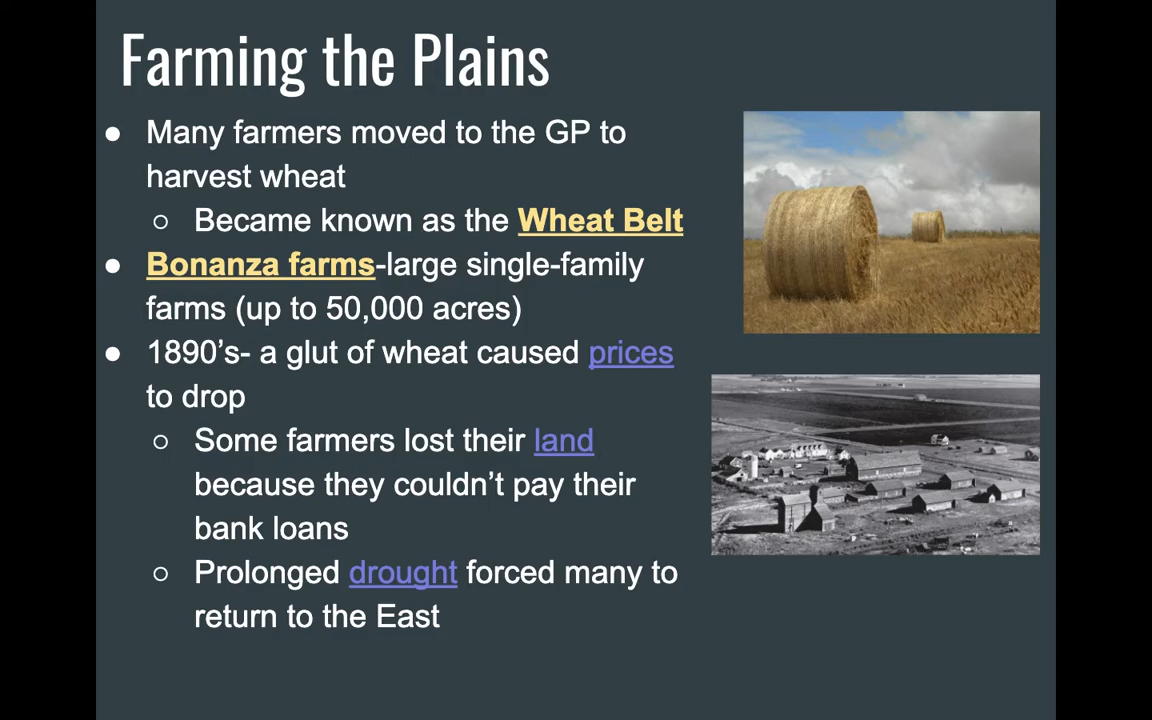 Farming the Plains
● Many farmers moved to the GP to
harvest wheat
○ Became known as the Wheat Belt
● Bonanza farms-large single-family
farms (up to 50,000 acres)
● 1890’s- a glut of wheat caused prices
to drop
○ Some farmers lost their land
because they couldn’t pay their
bank loans
○ Prolonged drought forced many to
return to the East